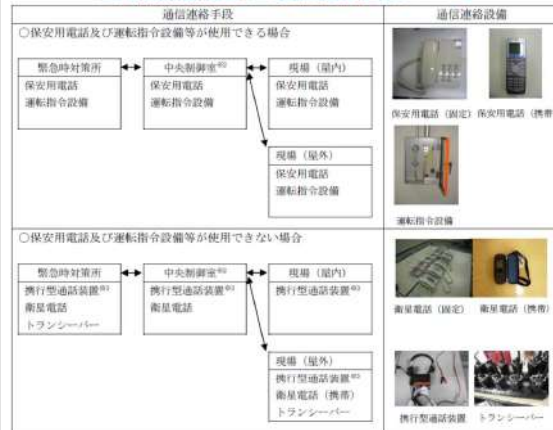 通信連絡手段 通信連絡設備
○保安用電話及び運転指令設備等が使用できる場合
緊急時対策所 中央制御室 現場（屋内）
保安用電話 保安用電話 保安用電話
運転指令設備 運転指令設備 運転指令設備
現場（屋外）
保安用電話
運転指令設備
保安用電話（固定） 保安用電話（携帯）
運転指令設備
○保安用電話及び運転指令設備等が使用できない場合
緊急時対策所 中央制御室 現場（屋内）
携行型通話装置 携行型通話装置 携行型通話装置
衛星電話 衛星電話
トランシーバー
現場（屋外）
携行型通話装置
衛星電話（携帯）
トランシーバー
衛星電話（固定） 衛星電話（携帯）
携行型通話装置 トランシーバー